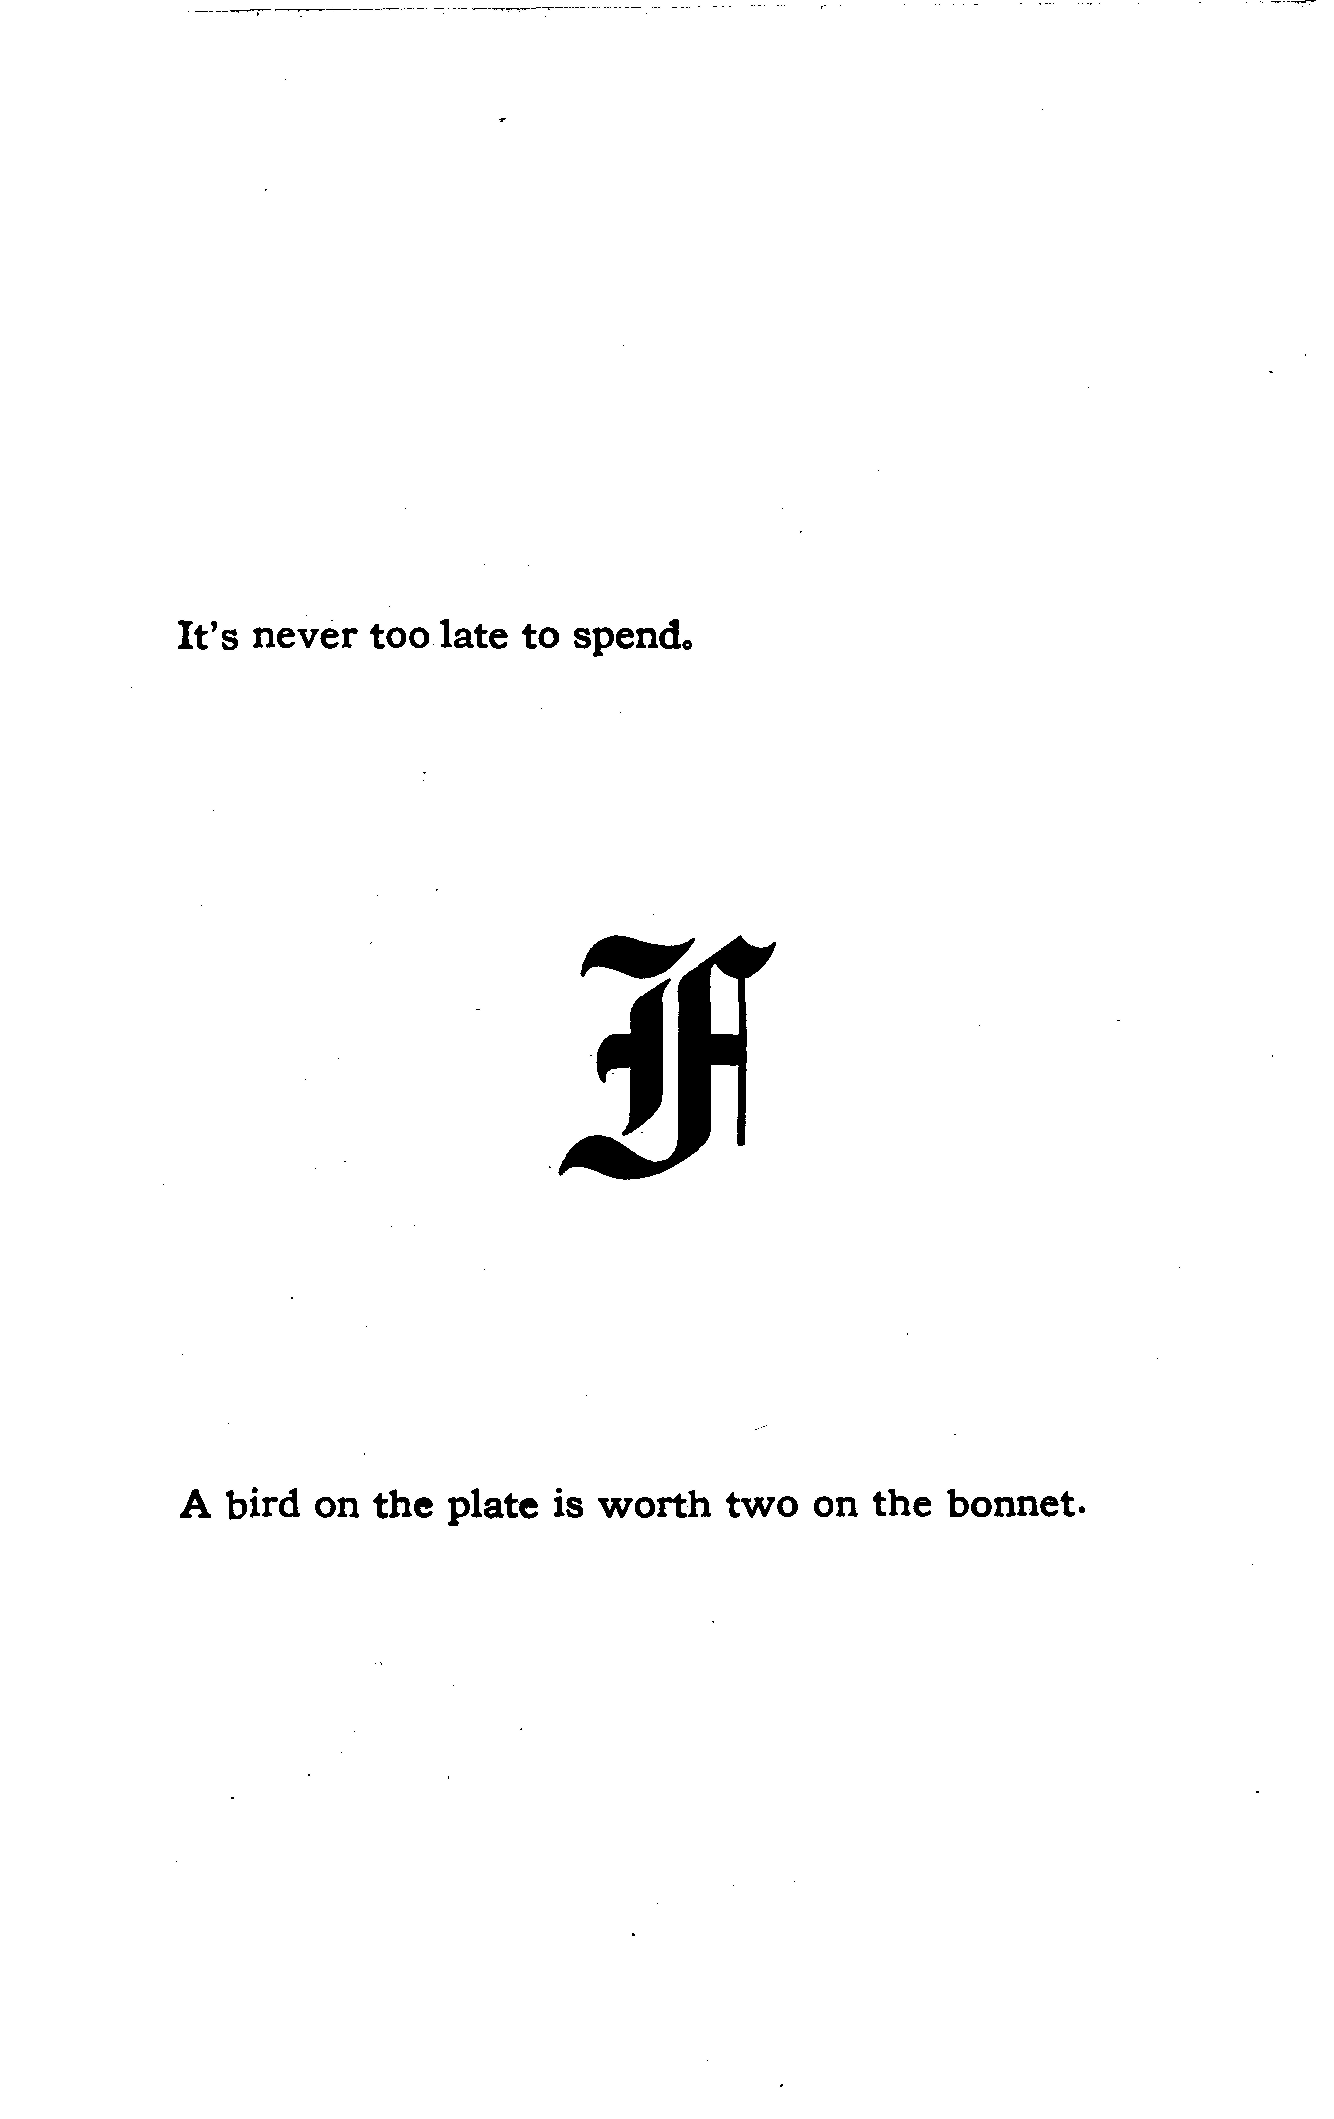 It's never too late to spend.
F
A bird on the plate is worth two on the bonnet.